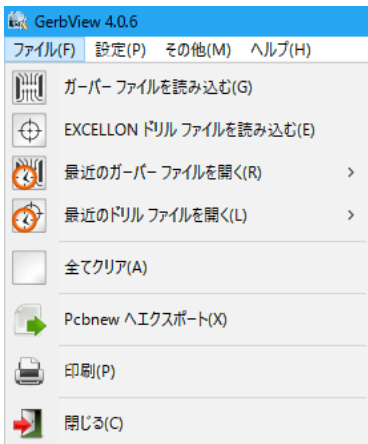 GerbView 4.0.6
ファイル(F) 設定(P) その他(M) ヘルプ(H)
ガーバー ファイルを読み込む(G)
EXCELLON ドリル ファイルを読み込む(E)
最近のガーバー ファイルを開く(R)
最近のドリル ファイルを開く(L)
全てクリア(A)
Pcbnew へエクスポート(X)
印刷(P)
閉じる(C)